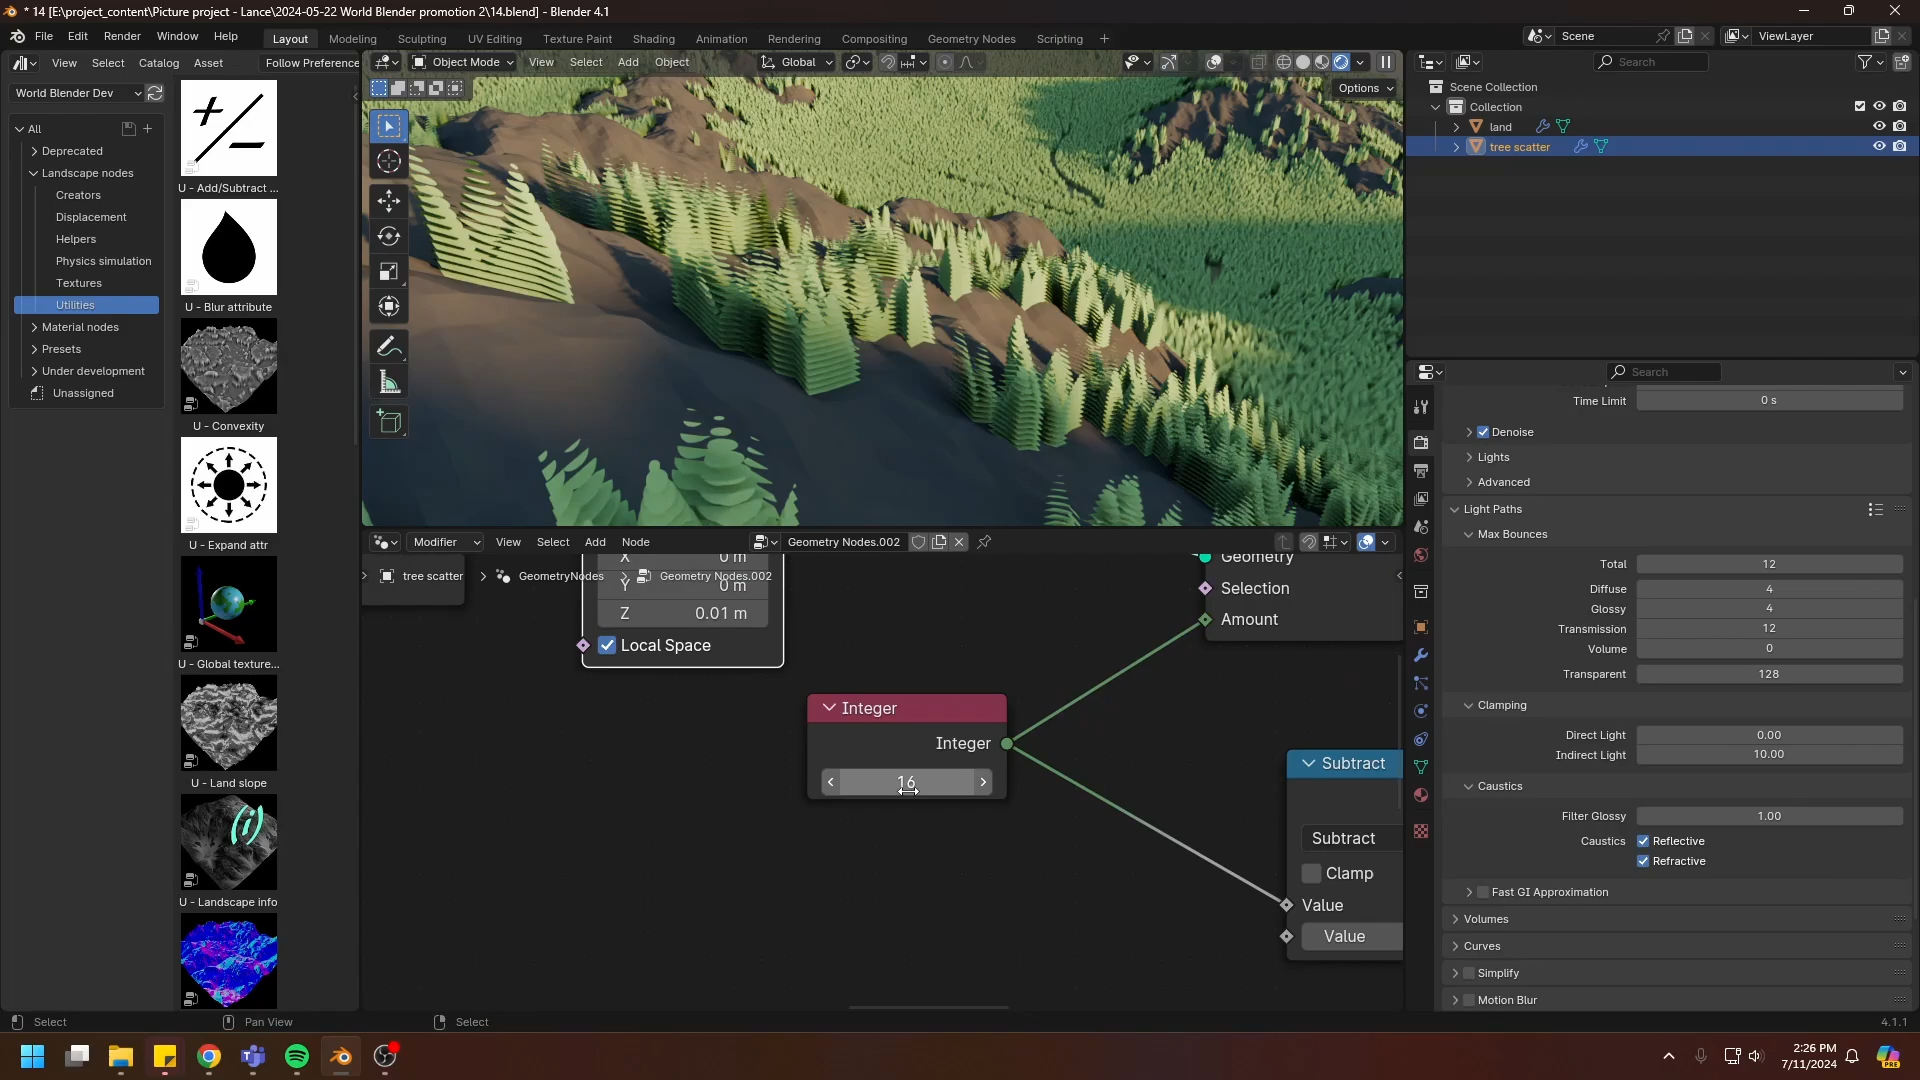 * 14 [E:\project_content\Picture project - Lance\2024-05-22 World Blender promotion 2\14.blend] - Blender 4.1
File Edit Render Window Help
Layout Modeling Sculpting UV Editing Texture Paint Shading Animation Rendering Compositing Geometry Nodes Scripting +
Scene
ViewLayer
View Select Catalog Asset
Follow Preference
Object Mode
View Select Add Object
Global
Options
World Blender Dev
All
Deprecated
Landscape nodes
Creators
Displacement
Helpers
Physics simulation
Textures
Utilities
Material nodes
Presets
Under development
Unassigned
U - Add/Subtract ...
U - Blur attribute
U - Convexity
U - Expand attr
U - Global texture...
U - Land slope
U - Landscape info
Search
Scene Collection
Collection
land
tree scatter
Modifier
View Select Add Node
Geometry Nodes.002
tree scatter
GeometryNodes
Geometry Nodes.002
X 0 m
Y 0 m
Z 0.01 m
Local Space
Geometry
Selection
Amount
Integer
Integer
16
Subtract
Subtract
Clamp
Value
Value
Search
Time Limit 0 s
Denoise
Lights
Advanced
Light Paths
Max Bounces
Total 12
Diffuse 4
Glossy 4
Transmission 12
Volume 0
Transparent 128
Clamping
Direct Light 0.00
Indirect Light 10.00
Caustics
Filter Glossy 1.00
Caustics Reflective
Refractive
Fast GI Approximation
Volumes
Curves
Simplify
Motion Blur
Select
Pan View
Select
4.1.1
2:26 PM
7/11/2024
PRE